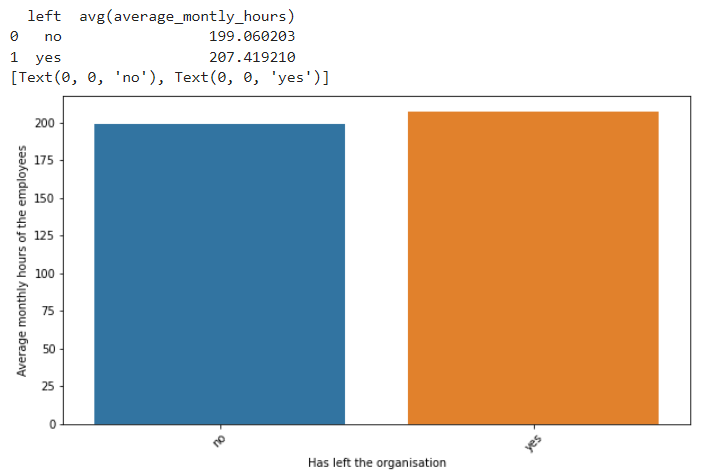 left avg(average_montly_hours)
0 no 199.060203
1 yes 207.419210
[Text(0, 0, 'no'), Text(0, 0, 'yes')]
200
175
150
125
100
75
50
25
0
Average monthly hours of the employees
no
yes
Has left the organisation